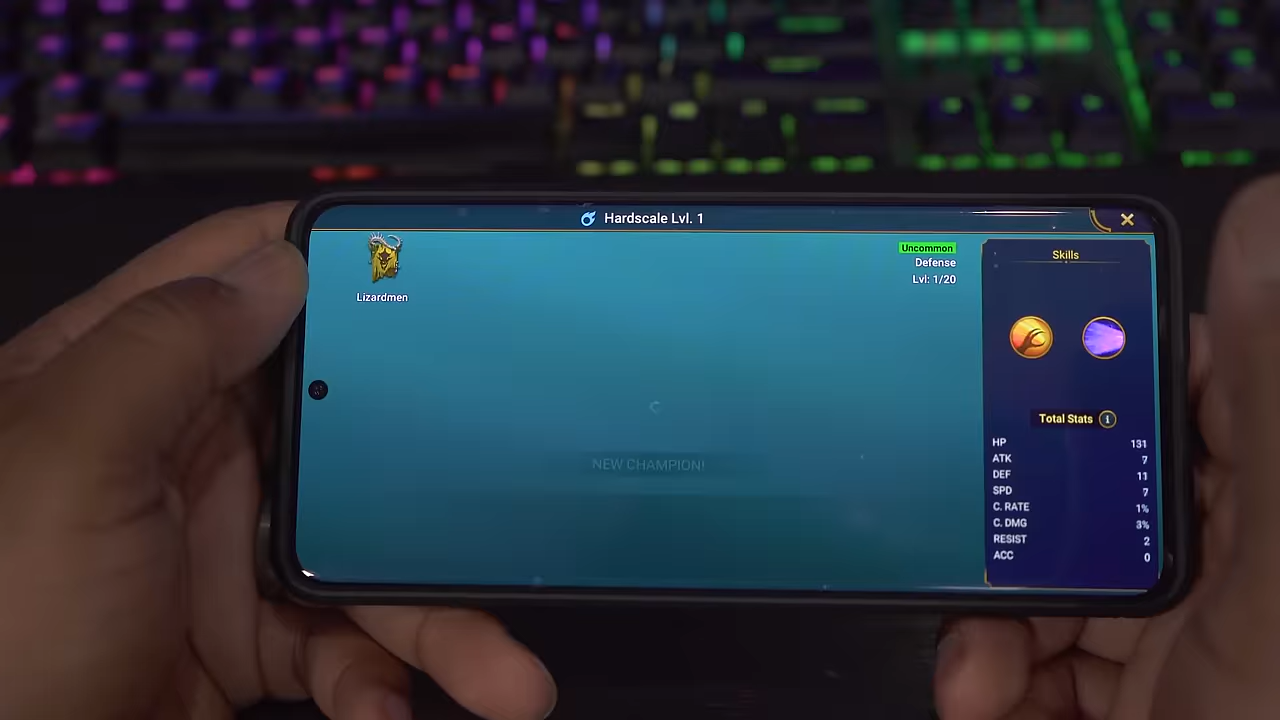 Hardscale Lvl. 1
Lizardmen
Uncommon
Defense
Lvl: 1/20
NEW CHAMPION!
Skills
Total Stats i
HP 131
ATK 7
DEF 11
SPD 7
C. RATE 1%
C. DMG 3%
RESIST 2
ACC 0